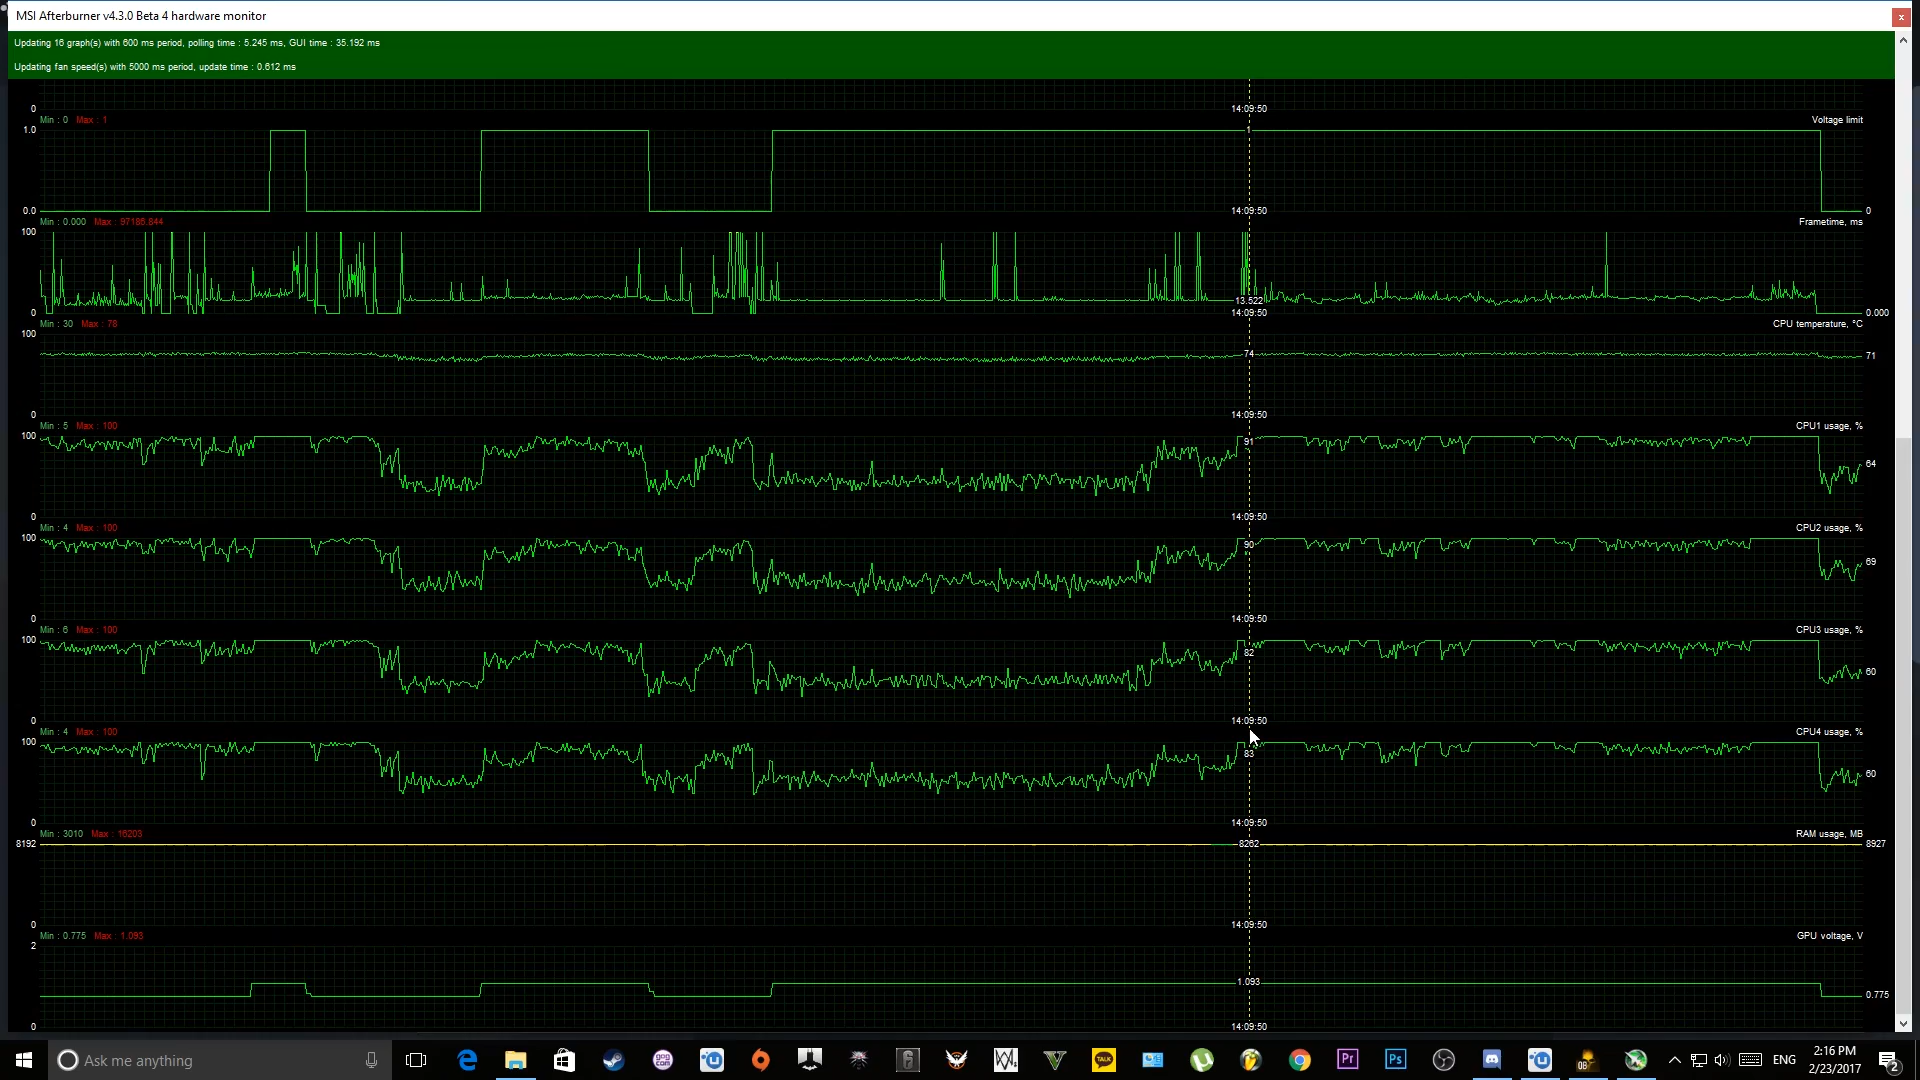 MSI Afterburner v4.3.0 Beta 4 hardware monitor
x
Updating 16 graph(s) with 600 ms period, polling time : 5.245 ms, GUI time : 35.192 ms
Updating fan speed(s) with 5000 ms period, update time : 0.612 ms
0 14:09:50
Min : 0 Max : 1 Voltage limit
1.0 1
0.0 14:09:50 0
Min : 0.000 Max : 97186.844 Frametime, ms
100
13.522
0 14:09:50 0.000
Min : 30 Max : 78 CPU temperature, °C
100
74 71
0 14:09:50
Min : 5 Max : 100 CPU1 usage, %
100 91
64
0 14:09:50
Min : 4 Max : 100 CPU2 usage, %
100 90
69
0 14:09:50
Min : 6 Max : 100 CPU3 usage, %
100 82
60
0 14:09:50
Min : 4 Max : 100 CPU4 usage, %
100 83
60
0 14:09:50
Min : 3010 Max : 16203 RAM usage, MB
8192 8262 8927
0 14:09:50
Min : 0.775 Max : 1.093 GPU voltage, V
2
1.093
0.775
0 14:09:50
Ask me anything
gog
com
TALK
Pr
Ps
OB
ENG
2:16 PM
2/23/2017
2